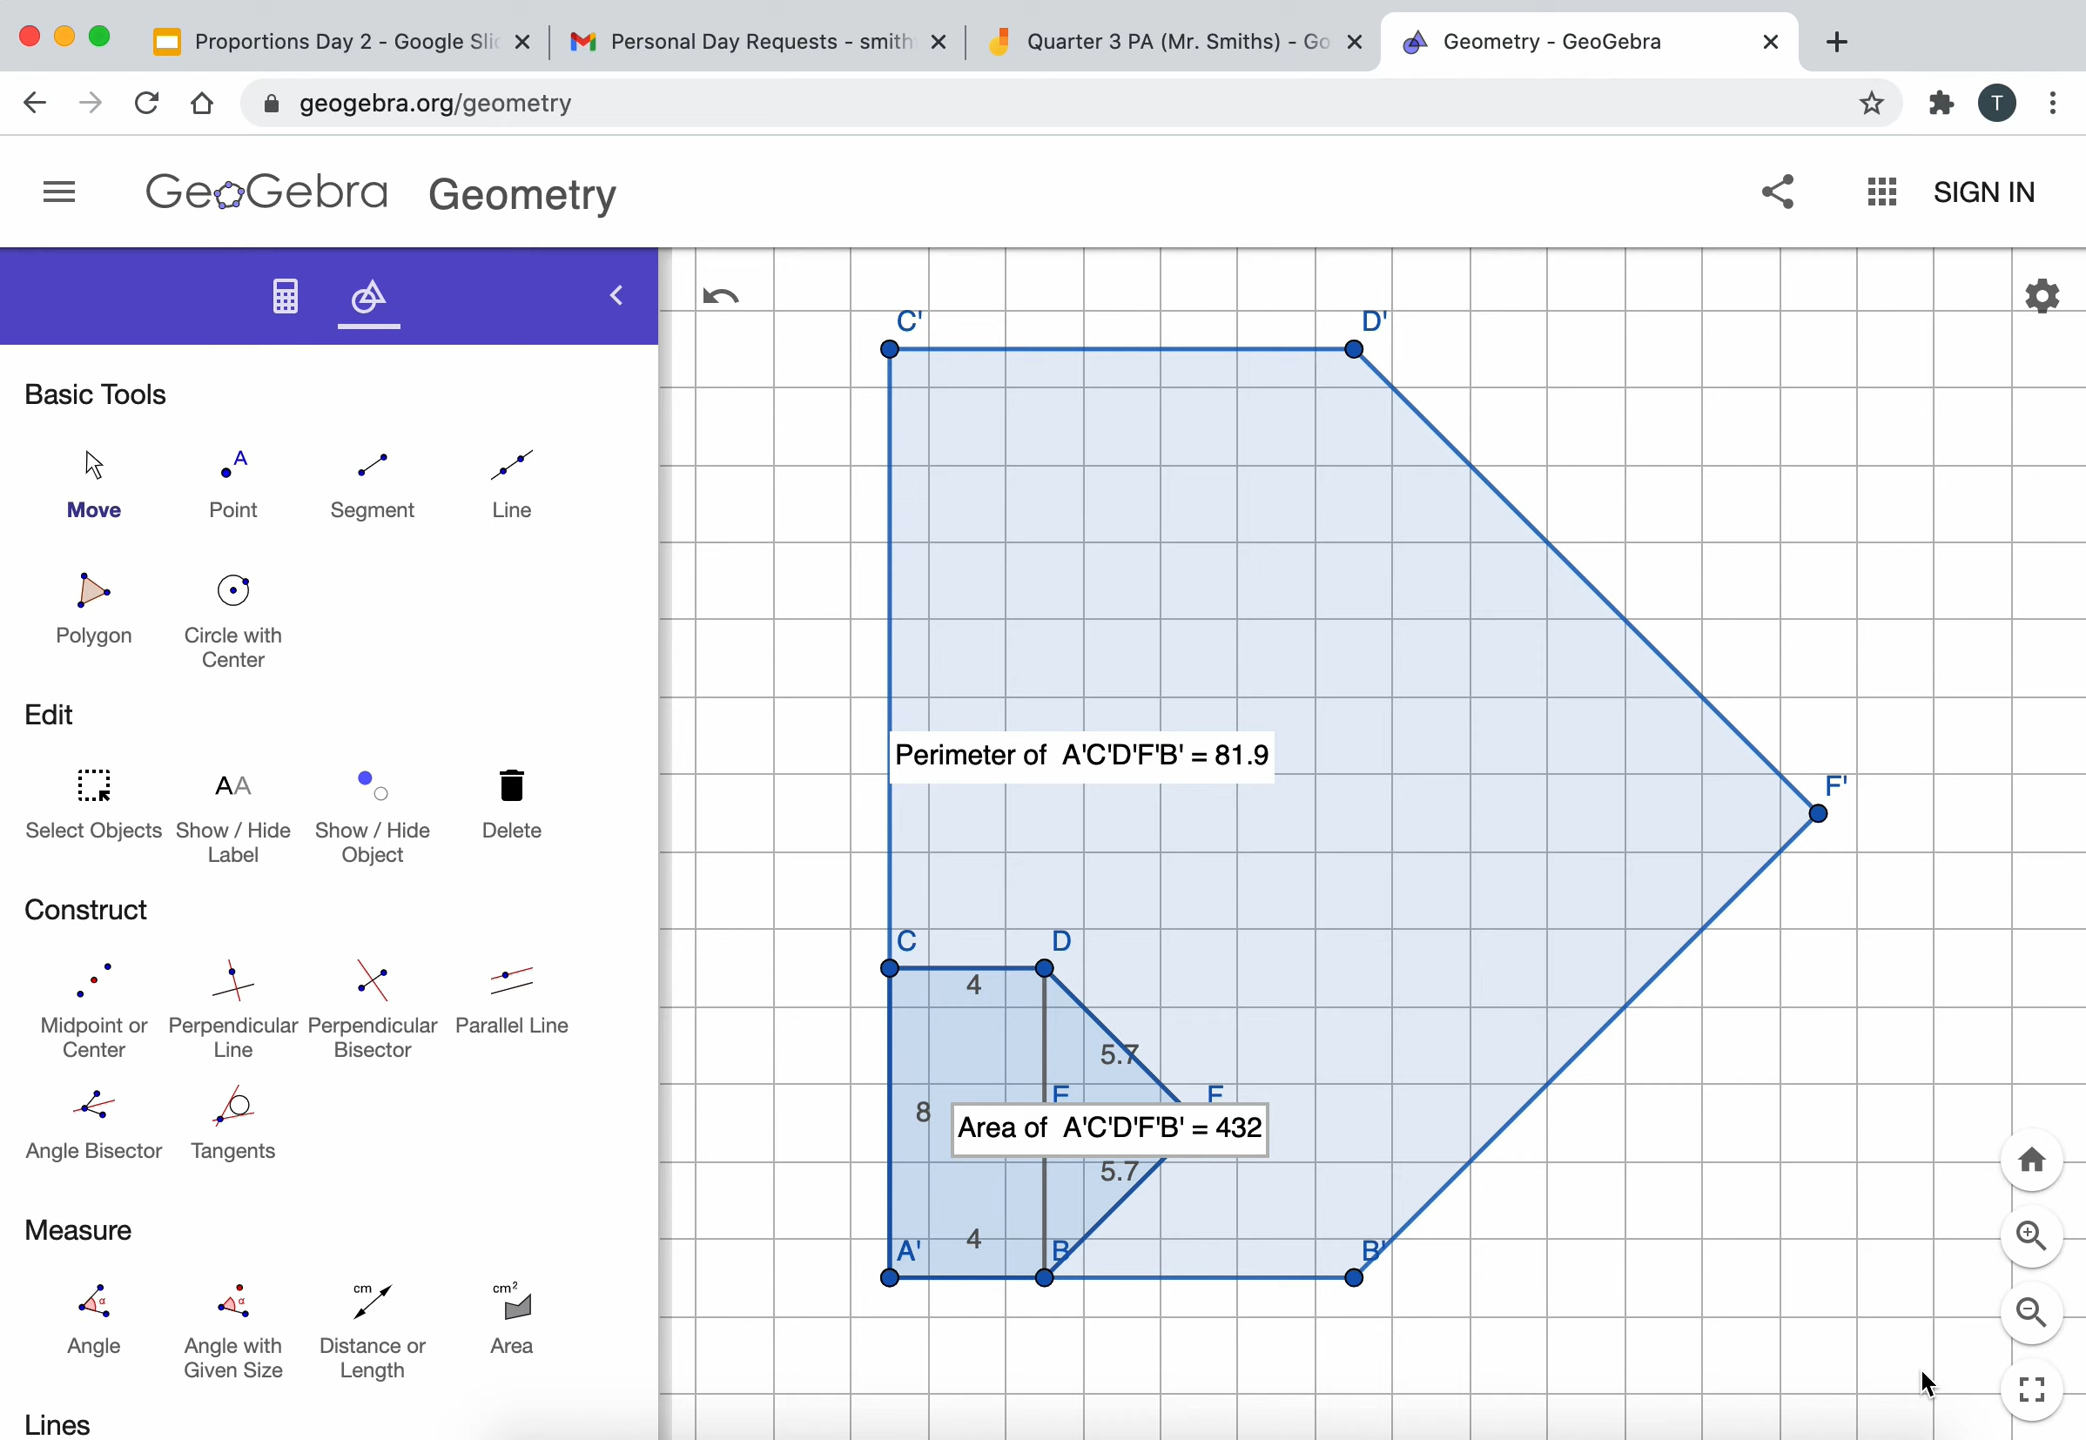 Proportions Day 2 - Google Slic
Personal Day Requests - smith
Quarter 3 PA (Mr. Smiths) - Go
Geometry - GeoGebra
geogebra.org/geometry
T
GeoGebra Geometry
SIGN IN
Basic Tools
Move
A
Point
Segment
Line
Polygon
Circle with
Center
Edit
Select Objects
AA
Show / Hide
Label
Show / Hide
Object
Delete
Construct
Midpoint or
Center
Perpendicular
Line
Perpendicular
Bisector
Parallel Line
Angle Bisector
Tangents
Measure
α
Angle
α
Angle with
Given Size
cm
Distance or
Length
cm²
Area
Lines
C'
D'
Perimeter of A'C'D'F'B' = 81.9
F'
C
D
4
5.7
E
F
8
Area of A'C'D'F'B' = 432
5.7
4
A'
B
B'